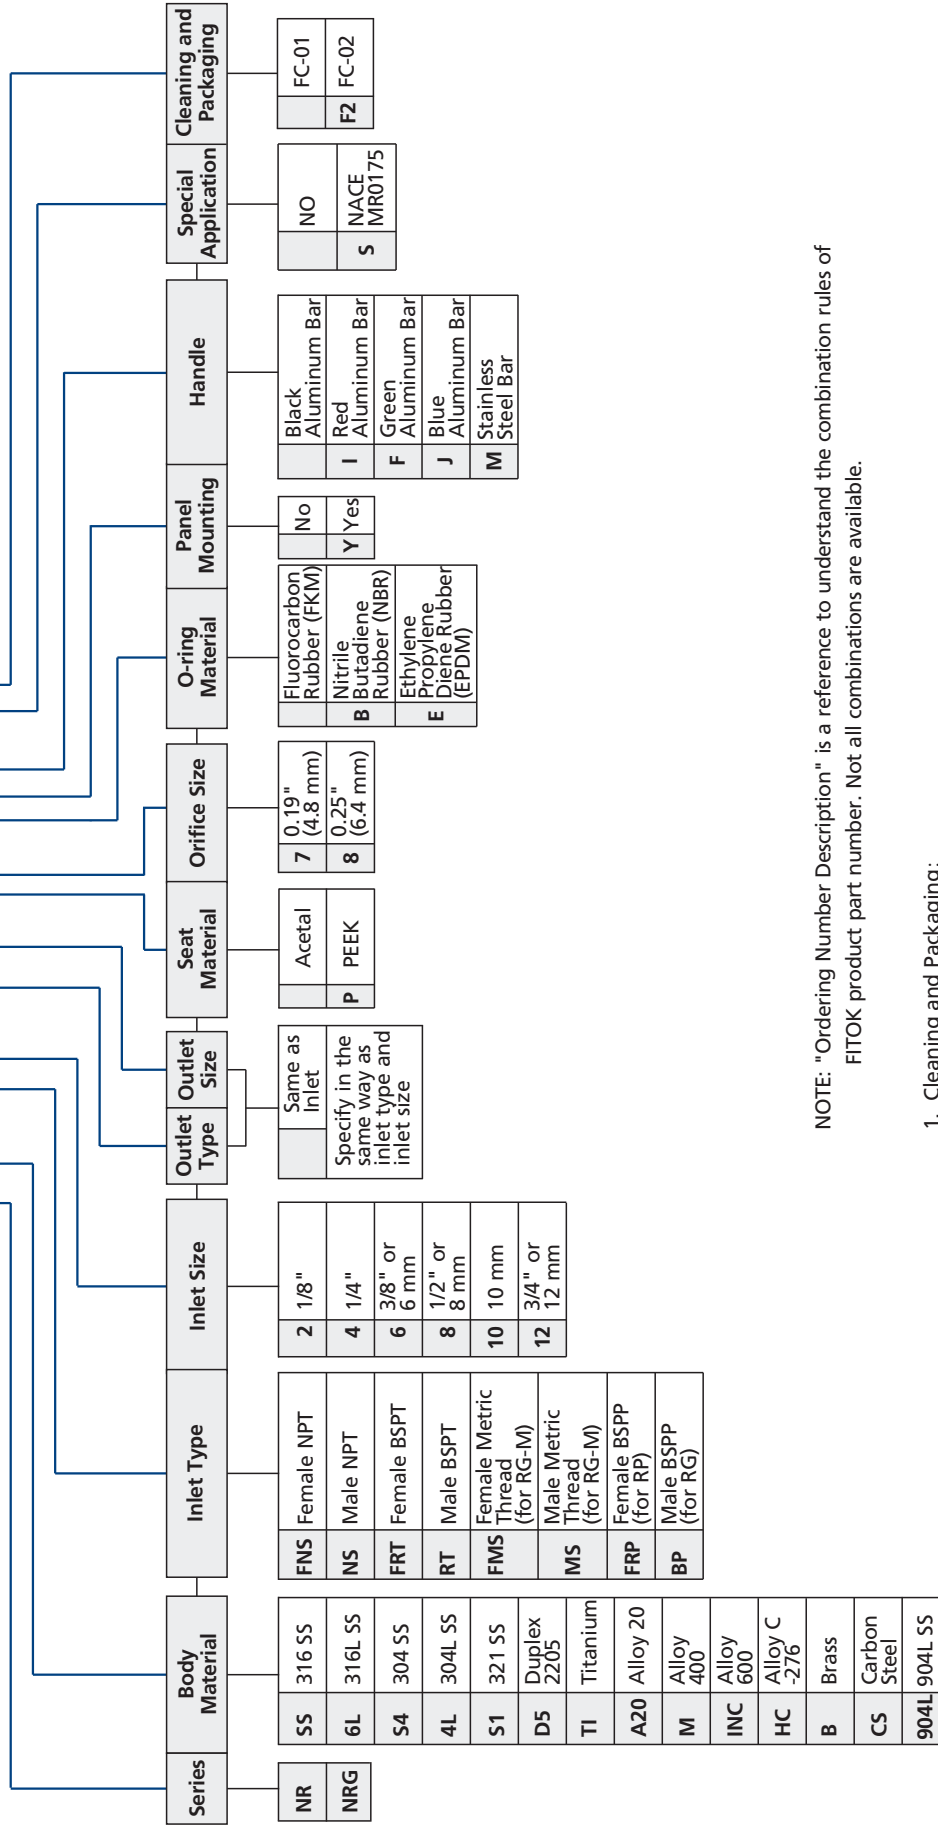 Series
NR
NRG
Body
Material
SS 316 SS
6L 316L SS
S4 304 SS
4L 304L SS
S1 321 SS
D5 Duplex
2205
TI Titanium
A20 Alloy 20
M Alloy
400
INC Alloy
600
HC Alloy C
-276
B Brass
CS Carbon
Steel
904L 904L SS
Inlet Type
FNS Female NPT
NS Male NPT
FRT Female BSPT
RT Male BSPT
FMS Female Metric
Thread
(for RG-M)
MS Male Metric
Thread
(for RG-M)
FRP Female BSPP
(for RP)
BP Male BSPP
(for RG)
Inlet Size
2 1/8"
4 1/4"
6 3/8" or
6 mm
8 1/2" or
8 mm
10 10 mm
12 3/4" or
12 mm
Outlet
Type
Outlet
Size
Same as
Inlet
Specify in the
same way as
inlet type and
inlet size
Seat
Material
Acetal
P PEEK
Orifice Size
7 0.19"
(4.8 mm)
8 0.25"
(6.4 mm)
O-ring
Material
Fluorocarbon
Rubber (FKM)
B Nitrile
Butadiene
Rubber (NBR)
E Ethylene
Propylene
Diene Rubber
(EPDM)
Panel
Mounting
No
Y Yes
Handle
Black
Aluminum Bar
I Red
Aluminum Bar
F Green
Aluminum Bar
J Blue
Aluminum Bar
M Stainless
Steel Bar
Special
Application
NO
S NACE
MR0175
Cleaning and
Packaging
FC-01
F2 FC-02
NOTE: "Ordering Number Description" is a reference to understand the combination rules of
FITOK product part number. Not all combinations are available.
1. Cleaning and Packaging: